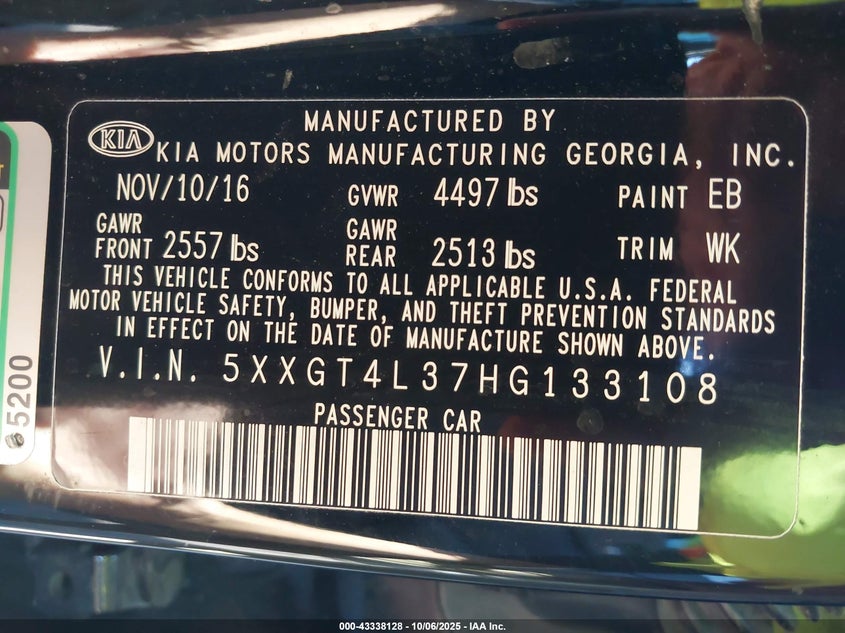 MANUFACTURED BY
KIA KIA MOTORS MANUFACTURING GEORGIA, INC.
NOV/10/16 GVWR 4497 lbs PAINT EB
GAWR FRONT 2557 lbs GAWR REAR 2513 lbs TRIM WK
THIS VEHICLE CONFORMS TO ALL APPLICABLE U.S.A. FEDERAL
MOTOR VEHICLE SAFETY, BUMPER, AND THEFT PREVENTION STANDARDS
IN EFFECT ON THE DATE OF MANUFACTURE SHOWN ABOVE.
V.I.N. 5XXGT4L37HG133108
PASSENGER CAR
5200
000-43338128 - 10/06/2025 - IAA Inc.